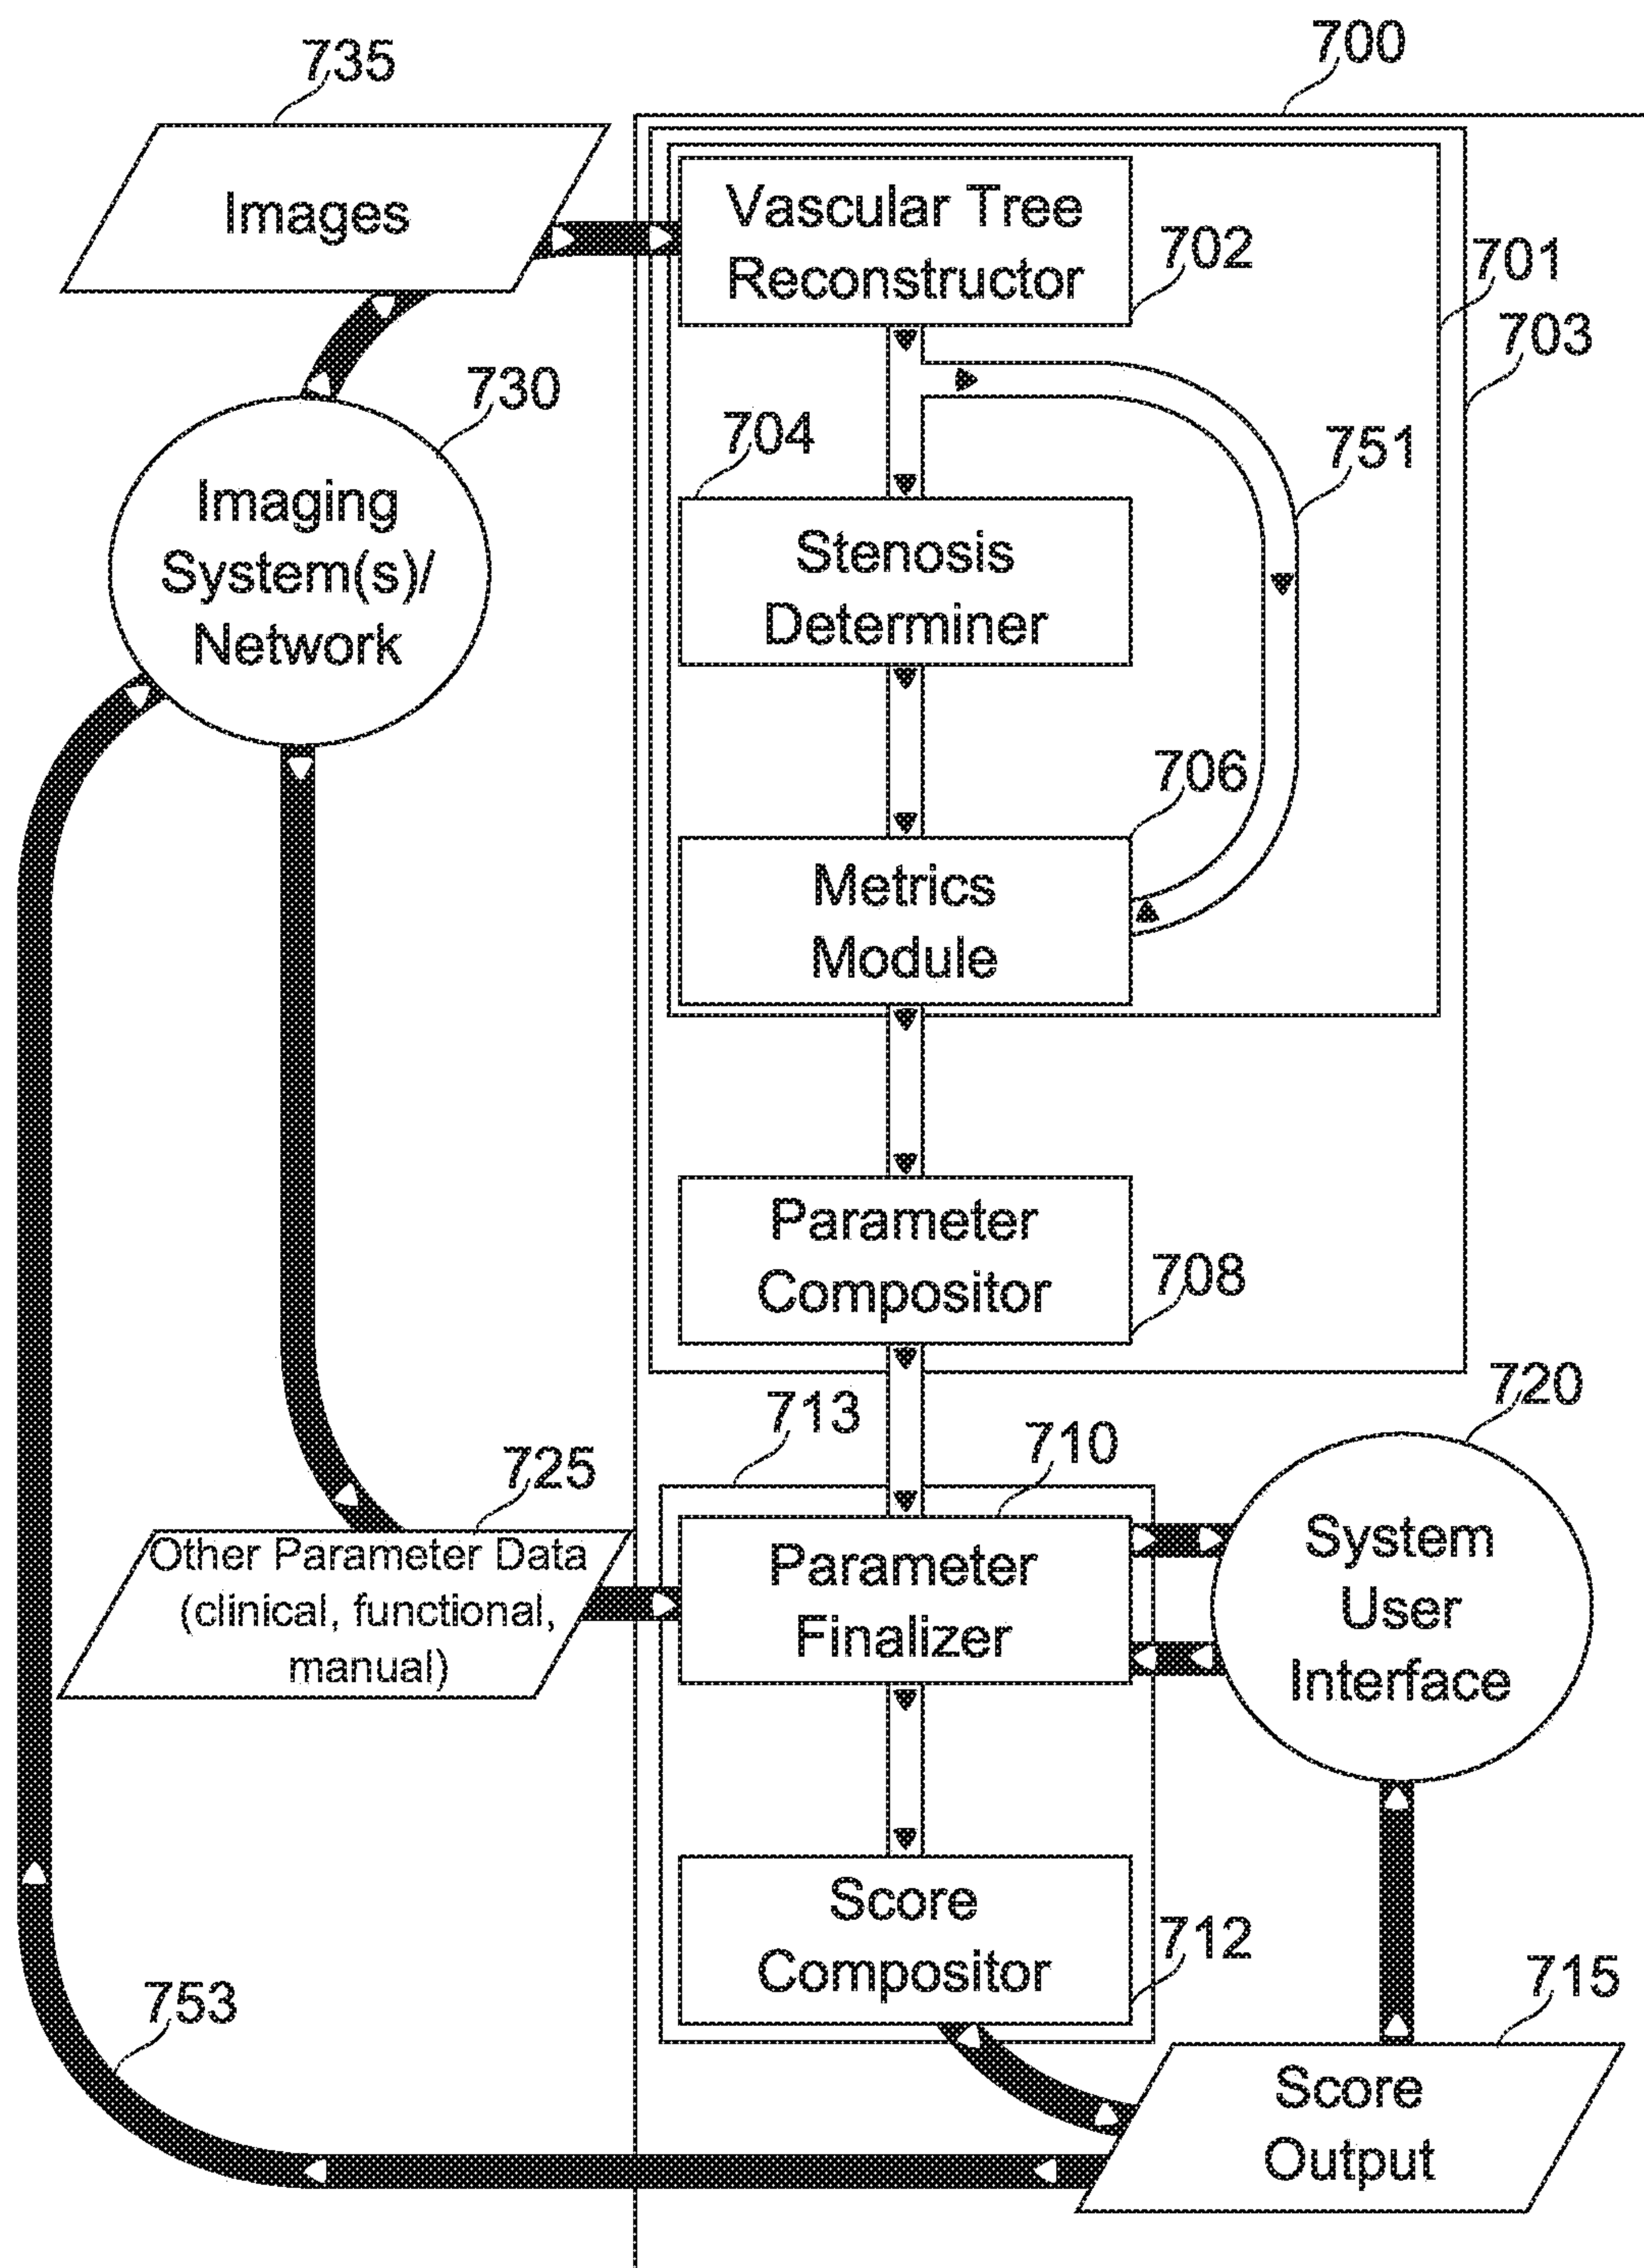 700
735
Images
Vascular Tree
Reconstructor
702
701
703
730
Imaging
System(s)/
Network
704
751
Stenosis
Determiner
706
Metrics
Module
Parameter
Compositor
708
713
710
720
725
Other Parameter Data
(clinical, functional,
manual)
Parameter
Finalizer
System
User
Interface
Score
Compositor
712
715
753
Score
Output